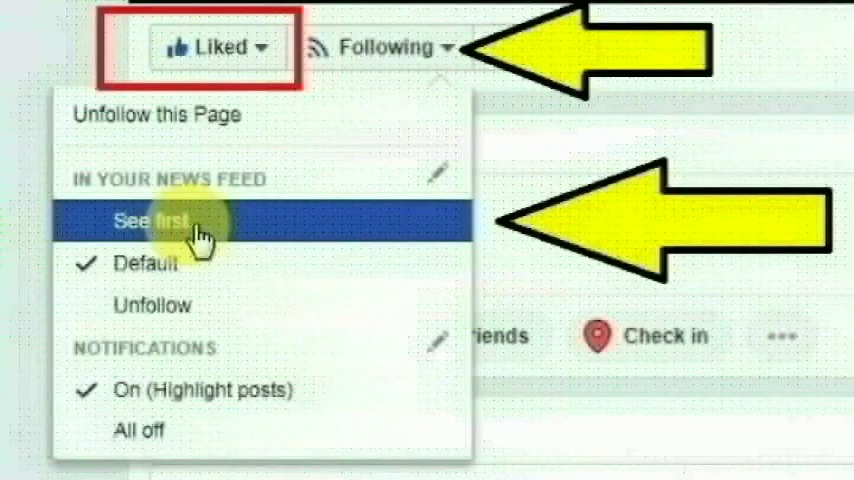 Liked Following
Unfollow this Page
IN YOUR NEWS FEED
See first
Default
Unfollow
NOTIFICATIONS
On (Highlight posts)
All off
riends Check in